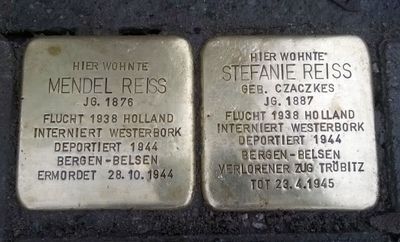 HIER WOHNTE
MENDEL REISS
JG. 1876
FLUCHT 1938 HOLLAND
INTERNIERT WESTERBORK
DEPORTIERT 1944
BERGEN-BELSEN
ERMORDET 28.10.1944
HIER WOHNTE
STEFANIE REISS
GEB. CZACZKES
JG. 1887
FLUCHT 1938 HOLLAND
INTERNIERT WESTERBORK
DEPORTIERT 1944
BERGEN-BELSEN
VERLORENER ZUG TRÖBITZ
TOT 23.4.1945